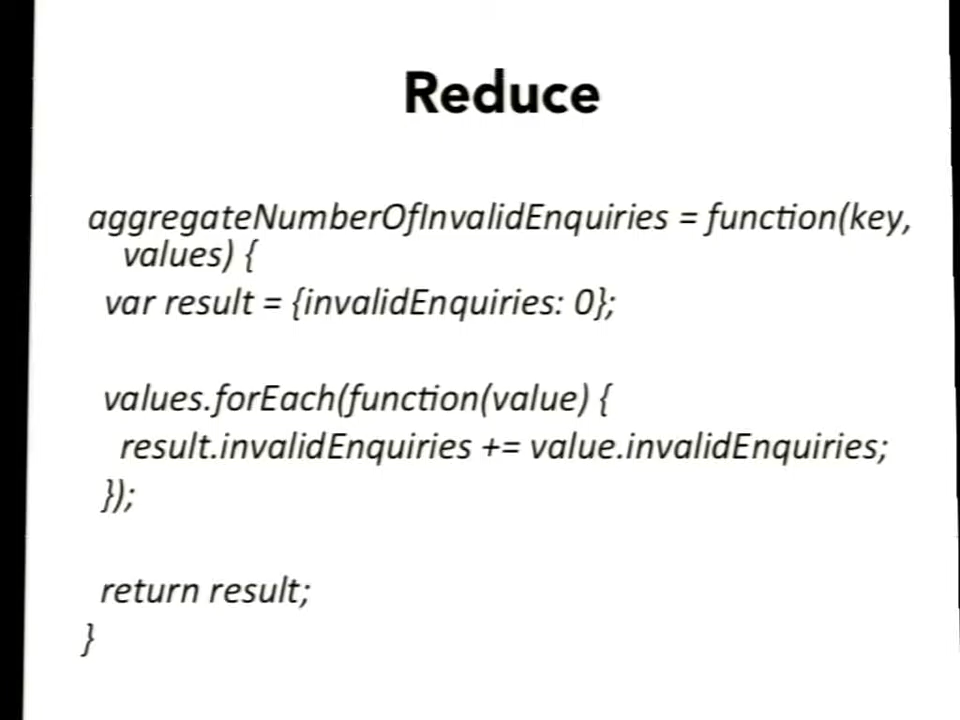 Reduce
aggregateNumberOfInvalidEnquiries = function(key,
values) {
var result = {invalidEnquiries: 0};
values.forEach(function(value) {
result.invalidEnquiries += value.invalidEnquiries;
});
return result;
}